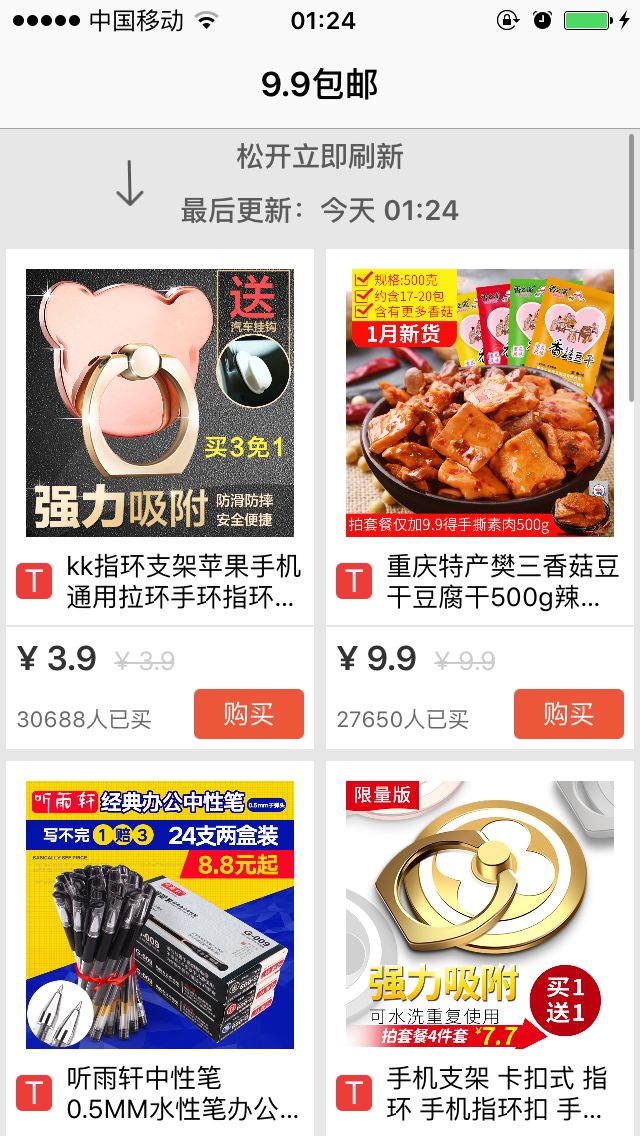 中国移动
01:24
9.9包邮
松开立即刷新
最后更新：今天 01:24
送
汽车挂钩
买3免1
强力吸附
防滑防摔
安全便捷
T
kk指环支架苹果手机
通用拉环手环指环...
¥ 3.9 ¥ 3.9
30688人已买
购买
规格:500克
约含17-20包
含有更多香菇
1月新货
香菇豆干
拍套餐仅加9.9得手撕素肉500g
T
重庆特产樊三香菇豆
干豆腐干500g辣...
¥ 9.9 ¥ 9.9
27650人已买
购买
听雨轩
经典办公中性笔
0.5mm子弹头
写不完1赔3
24支两盒装
BASICALLY SEE PIRCE
8.8元起
G-009
T
听雨轩中性笔
0.5MM水性笔办公...
限量版
强力吸附
可水洗重复使用
买1
送1
拍套餐4件套 ¥7.7
T
手机支架 卡扣式 指
环 手机指环扣 手...